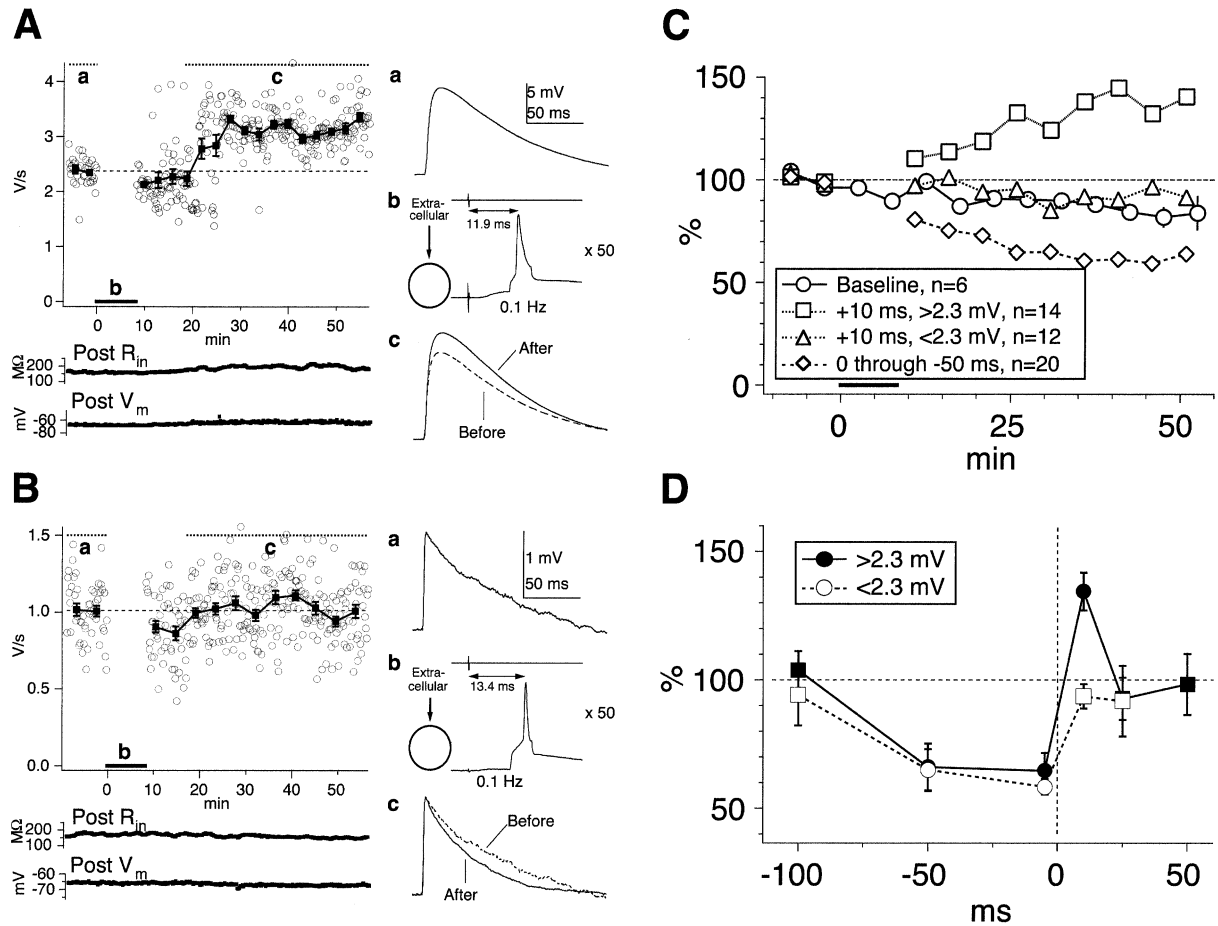 A
a
c
4
3
2
1
0
V/s
b
0 10 20 30 40 50
min
Post Rin
MΩ
200
100
Post Vm
mV
-60
-80
a
5 mV
50 ms
b
Extra-
cellular
11.9 ms
x 50
0.1 Hz
c
After
Before
B
a
c
1.5
1.0
0.5
0.0
V/s
b
0 10 20 30 40 50
min
Post Rin
MΩ
200
100
Post Vm
mV
-60
-70
a
1 mV
50 ms
b
Extra-
cellular
13.4 ms
x 50
0.1 Hz
c
Before
After
C
150
100
50
0
%
Baseline, n=6
+10 ms, >2.3 mV, n=14
+10 ms, <2.3 mV, n=12
0 through -50 ms, n=20
0 25 50
min
D
150
100
50
%
>2.3 mV
<2.3 mV
-100 -50 0 50
ms